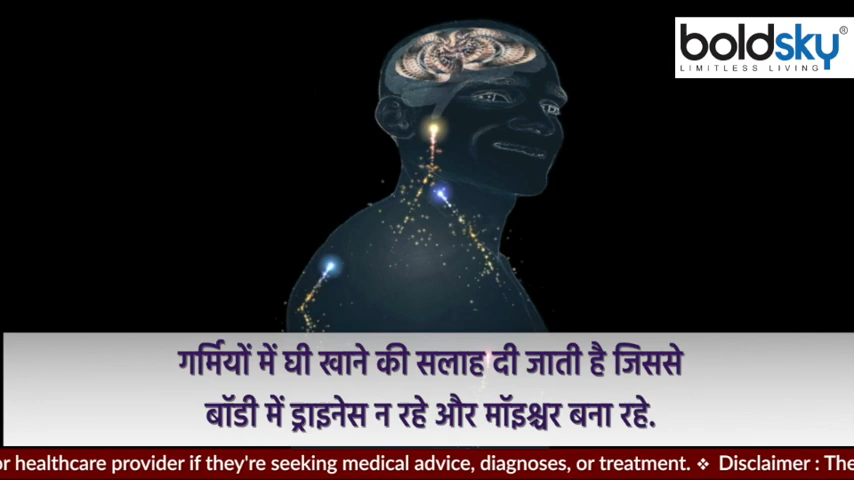 boldsky®
LIMITLESS LIVING
गर्मियों में घी खाने की सलाह दी जाती है जिससे
बॉडी में ड्राइनेस न रहे और मॉइश्चर बना रहे.
or healthcare provider if they're seeking medical advice, diagnoses, or treatment. ❖ Disclaimer : The